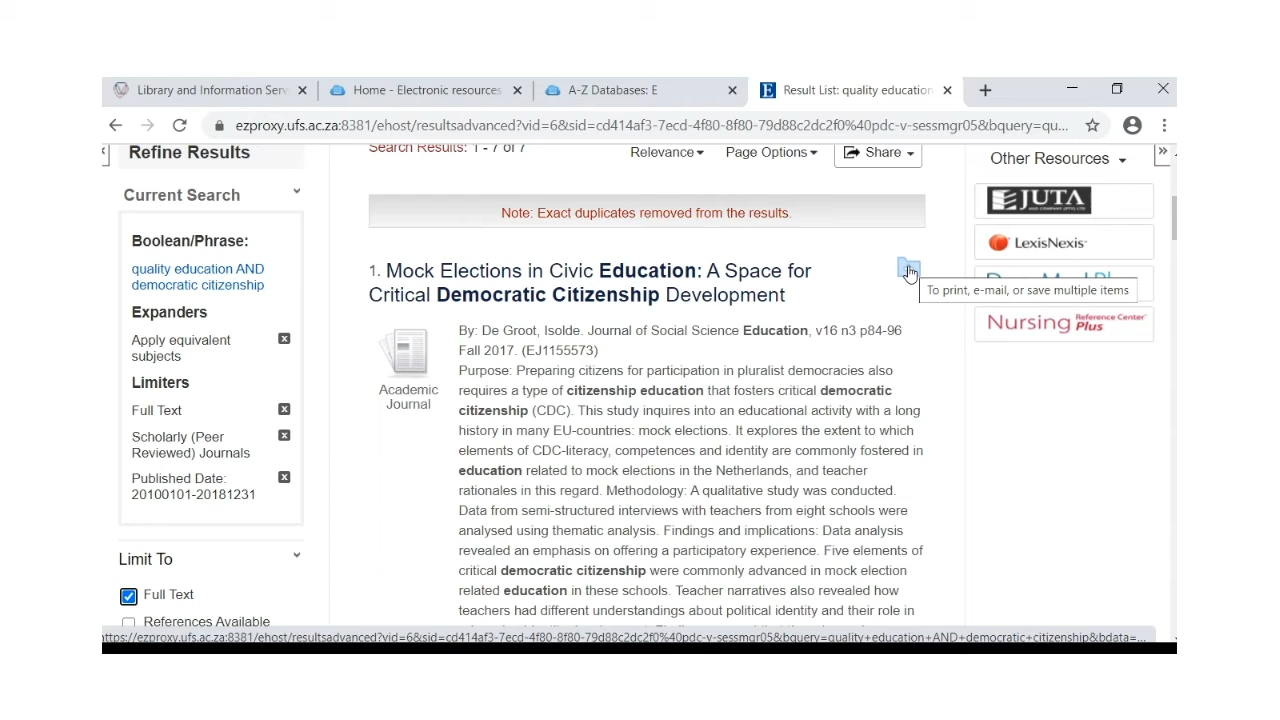 Library and Information Serv
Home - Electronic resources
A-Z Databases: E
Result List: quality education
ezproxy.ufs.ac.za:8381/ehost/resultsadvanced?vid=6&sid=cd414af3-7ecd-4f80-8f80-79d88c2dc2f0%40pdc-v-sessmgr05&bquery=qu...
Refine Results
Current Search
Boolean/Phrase:
quality education AND
democratic citizenship
Expanders
Apply equivalent
subjects
Limiters
Full Text
Scholarly (Peer
Reviewed) Journals
Published Date:
20100101-20181231
Limit To
Full Text
References Available
Search Results: 1 - 7 of 7
Relevance
Page Options
Share
Note: Exact duplicates removed from the results.
1. Mock Elections in Civic Education: A Space for
Critical Democratic Citizenship Development
To print, e-mail, or save multiple items
Academic
Journal
By: De Groot, Isolde. Journal of Social Science Education, v16 n3 p84-96
Fall 2017. (EJ1155573)
Purpose: Preparing citizens for participation in pluralist democracies also
requires a type of citizenship education that fosters critical democratic
citizenship (CDC). This study inquires into an educational activity with a long
history in many EU-countries: mock elections. It explores the extent to which
elements of CDC-literacy, competences and identity are commonly fostered in
education related to mock elections in the Netherlands, and teacher
rationales in this regard. Methodology: A qualitative study was conducted.
Data from semi-structured interviews with teachers from eight schools were
analysed using thematic analysis. Findings and implications: Data analysis
revealed an emphasis on offering a participatory experience. Five elements of
critical democratic citizenship were commonly advanced in mock election
related education in these schools. Teacher narratives also revealed how
teachers had different understandings about political identity and their role in
Other Resources
JUTA
LexisNexis
Nursing Reference Center Plus
https://ezproxy.ufs.ac.za:8381/ehost/resultsadvanced?vid=6&sid=cd414af3-7ecd-4f80-8f80-79d88c2dc2f0%40pdc-v-sessmgr05&bquery=quality+education+AND+democratic+citizenship&bdata=...